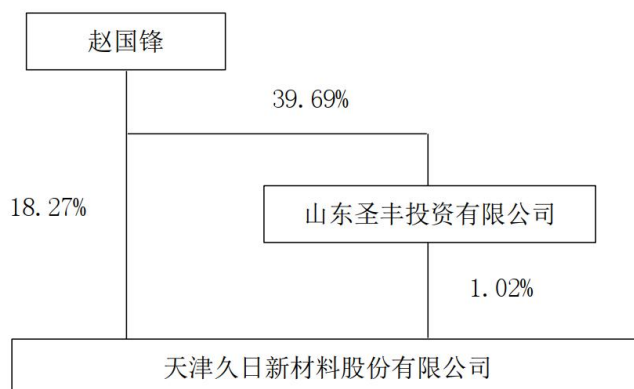 赵国锋
39.69%
18.27%
山东圣丰投资有限公司
1.02%
天津久日新材料股份有限公司